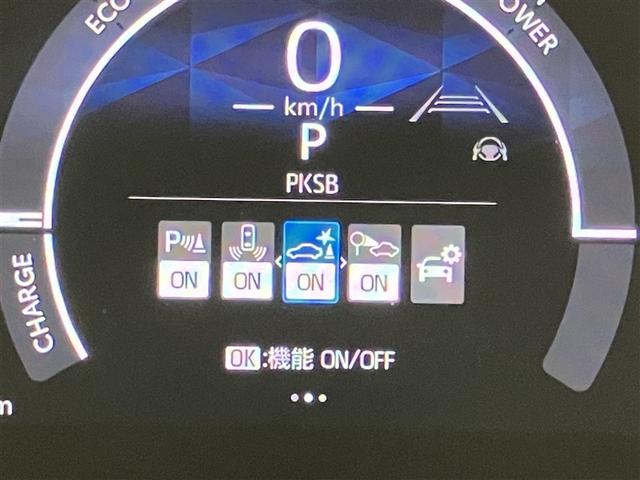 ECO
POWER
0
km/h
P
PKSB
P
ON ON ON ON
CHARGE
OK:機能 ON/OFF
m